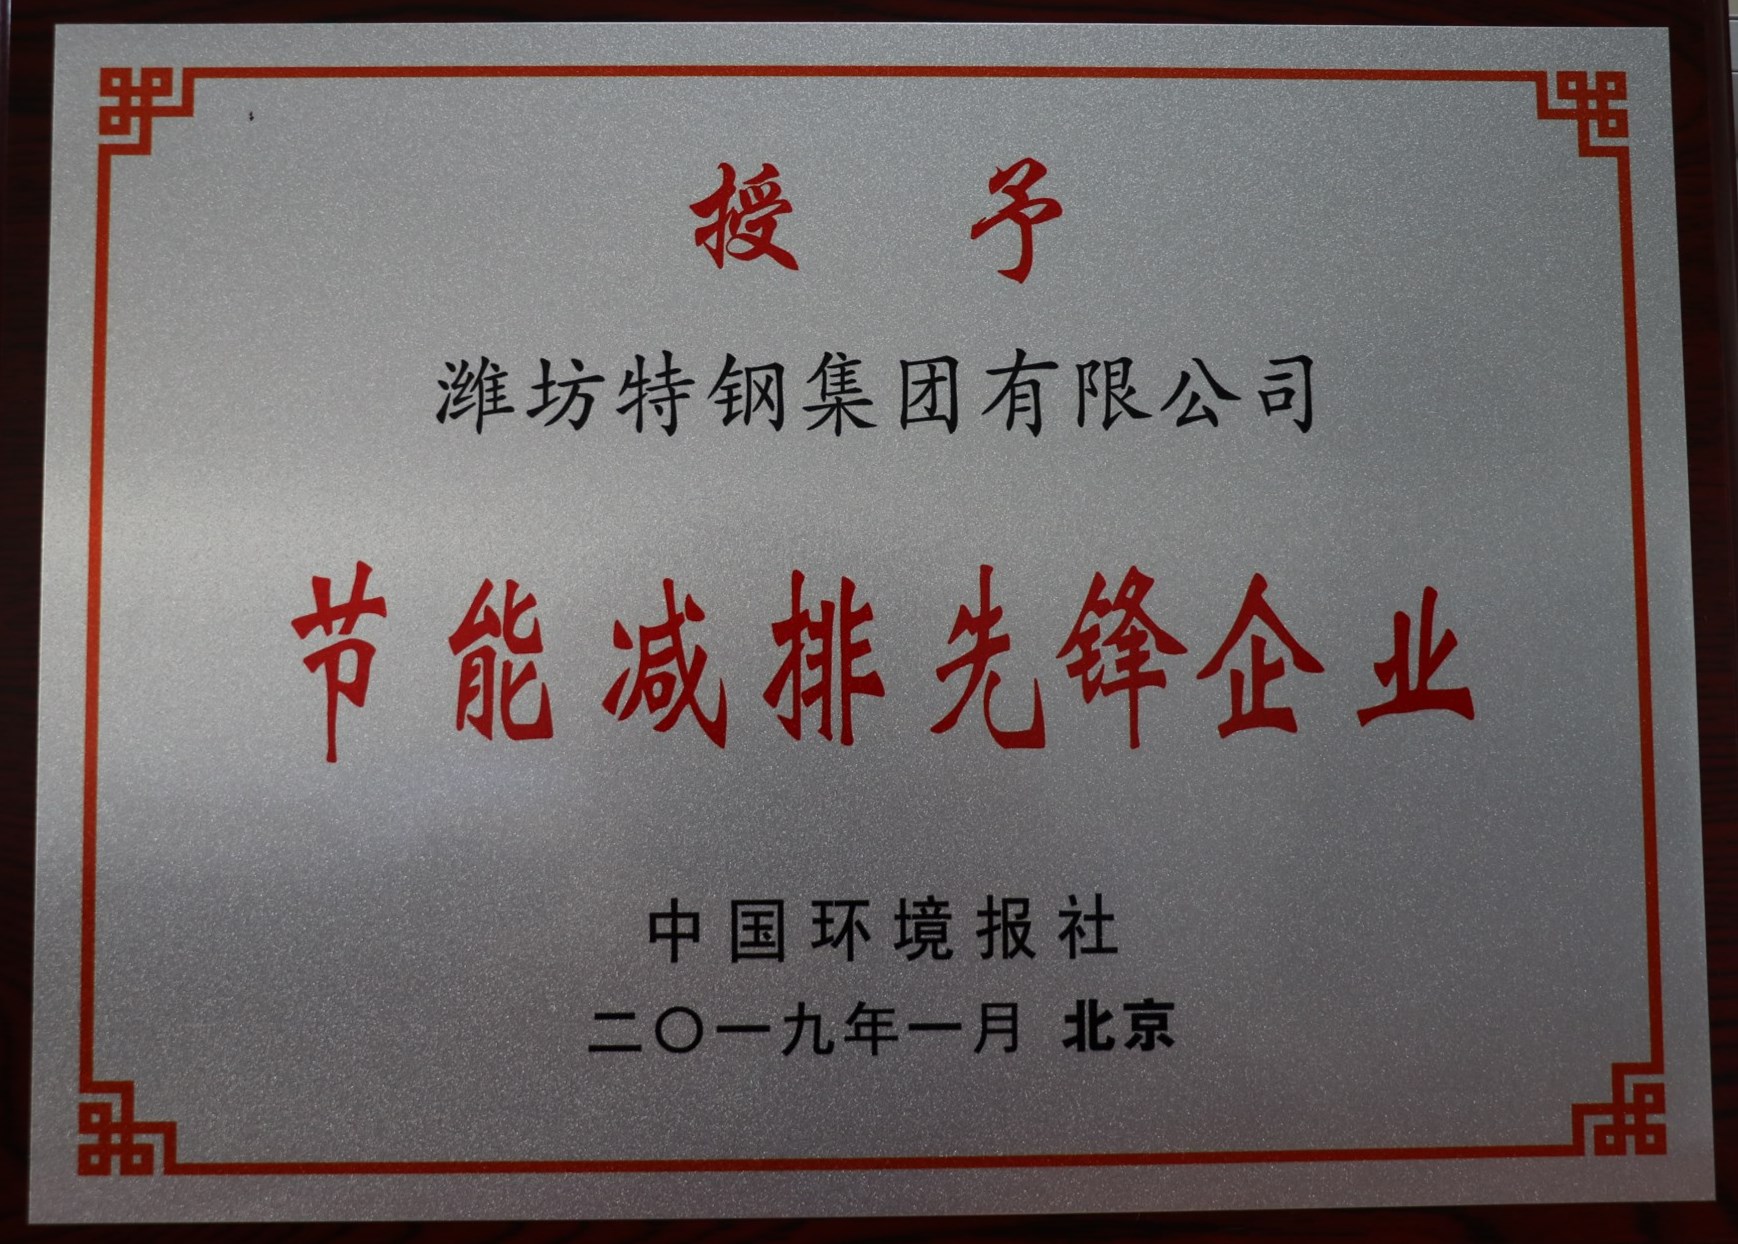 授予
潍坊特钢集团有限公司
节能减排先锋企业
中国环境报社
二〇一九年一月 北京